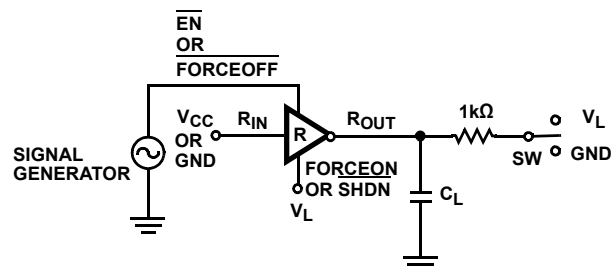 EN
OR
FORCEOFF
VCC
OR
GND
RIN
R
ROUT
1kΩ
VL
GND
SW
SIGNAL
GENERATOR
FORCEON
OR SHDN
VL
CL